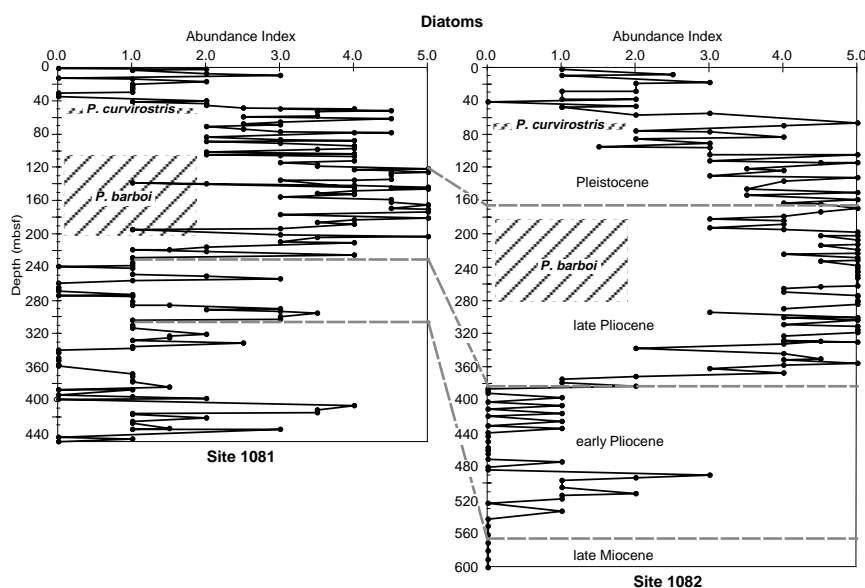 Diatoms
Abundance Index
0.0 1.0 2.0 3.0 4.0 5.0
0
40
80
120
160
200
240
280
320
360
400
440
Depth (mbsf)
P. curvirostris
P. barboi
Site 1081
Abundance Index
0.0 1.0 2.0 3.0 4.0 5.0
0
40
80
120
160
200
240
280
320
360
400
440
480
520
560
600
P. curvirostris
Pleistocene
P. barboi
late Pliocene
early Pliocene
late Miocene
Site 1082